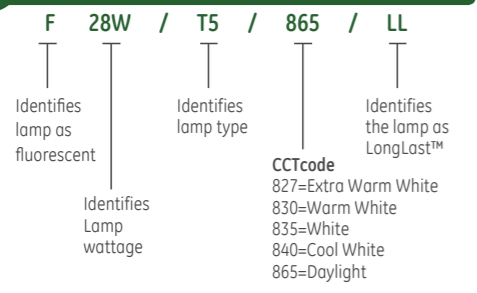 F 28W / T5 / 865 / LL
Identifies
lamp as
fluorescent
Identifies
Lamp
wattage
Identifies
lamp type
CCTcode
827=Extra Warm White
830=Warm White
835=White
840=Cool White
865=Daylight
Identifies
the lamp as
LongLast™